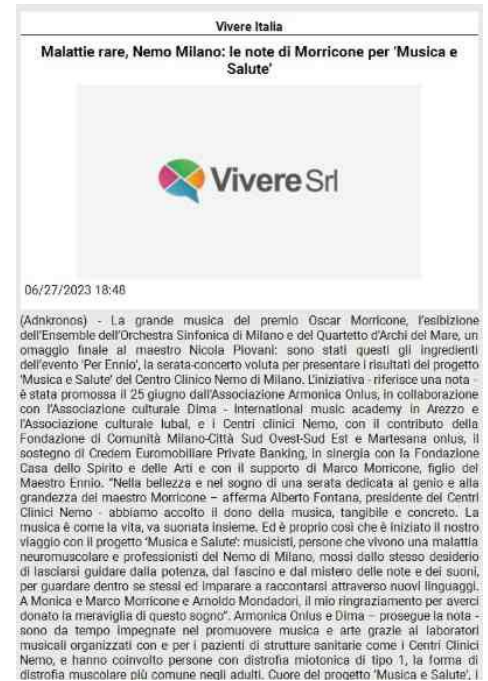 Vivere Italia
Malattie rare, Nemo Milano: le note di Morricone per 'Musica e
Salute'
Vivere Srl
06/27/2023 18:48
(Adnkronos) - La grande musica del premio Oscar Morricone, l'esibizione
dell'Ensemble dell'Orchestra Sinfonica di Milano e del Quartetto d'Archi del Mare, un
omaggio finale al maestro Nicola Piovani: sono stati questi gli ingredienti
dell'evento 'Per Ennio', la serata-concerto voluta per presentare i risultati del progetto
'Musica e Salute' del Centro Clinico Nemo di Milano. L'iniziativa - riferisce una nota -
è stata promossa il 25 giugno dall'Associazione Armonica Onlus, in collaborazione
con l'Associazione culturale Dima - International music academy in Arezzo e
l'Associazione culturale Iubal, e i Centri clinici Nemo, con il contributo della
Fondazione di Comunità Milano-Città Sud Ovest-Sud Est e Martesana onlus, il
sostegno di Credem Euromobiliare Private Banking, in sinergia con la Fondazione
Casa dello Spirito e delle Arti e con il supporto di Marco Morricone, figlio del
Maestro Ennio. "Nella bellezza e nel sogno di una serata dedicata al genio e alla
grandezza del maestro Morricone – afferma Alberto Fontana, presidente dei Centri
Clinici Nemo - abbiamo accolto il dono della musica, tangibile e concreto. La
musica è come la vita, va suonata insieme. Ed è proprio così che è iniziato il nostro
viaggio con il progetto 'Musica e Salute': musicisti, persone che vivono una malattia
neuromuscolare e professionisti del Nemo di Milano, mossi dallo stesso desiderio
di lasciarsi guidare dalla potenza, dal fascino e dal mistero delle note e dei suoni,
per guardare dentro se stessi ed imparare a raccontarsi attraverso nuovi linguaggi.
A Monica e Marco Morricone e Arnoldo Mondadori, il mio ringraziamento per averci
donato la meraviglia di questo sogno". Armonica Onlus e Dima – prosegue la nota -
sono da tempo impegnate nel promuovere musica e arte grazie ai laboratori
musicali organizzati con e per i pazienti di strutture sanitarie come i Centri Clinici
Nemo, e hanno coinvolto persone con distrofia miotonica di tipo 1, la forma di
distrofia muscolare più comune negli adulti. Cuore del progetto 'Musica e Salute', i